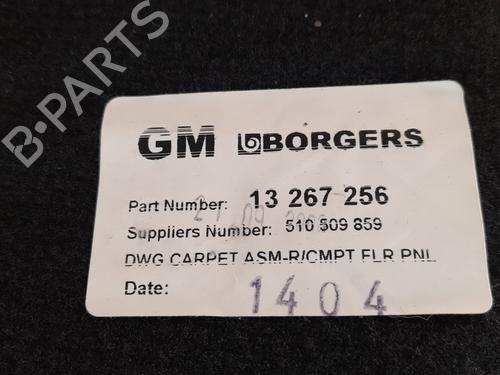 B-PARTS
GM BORGERS
Part Number: 13 267 256
Suppliers Number: 510 509 859
DWG CARPET ASM-R/CMPT FLR PNL
Date:
1404